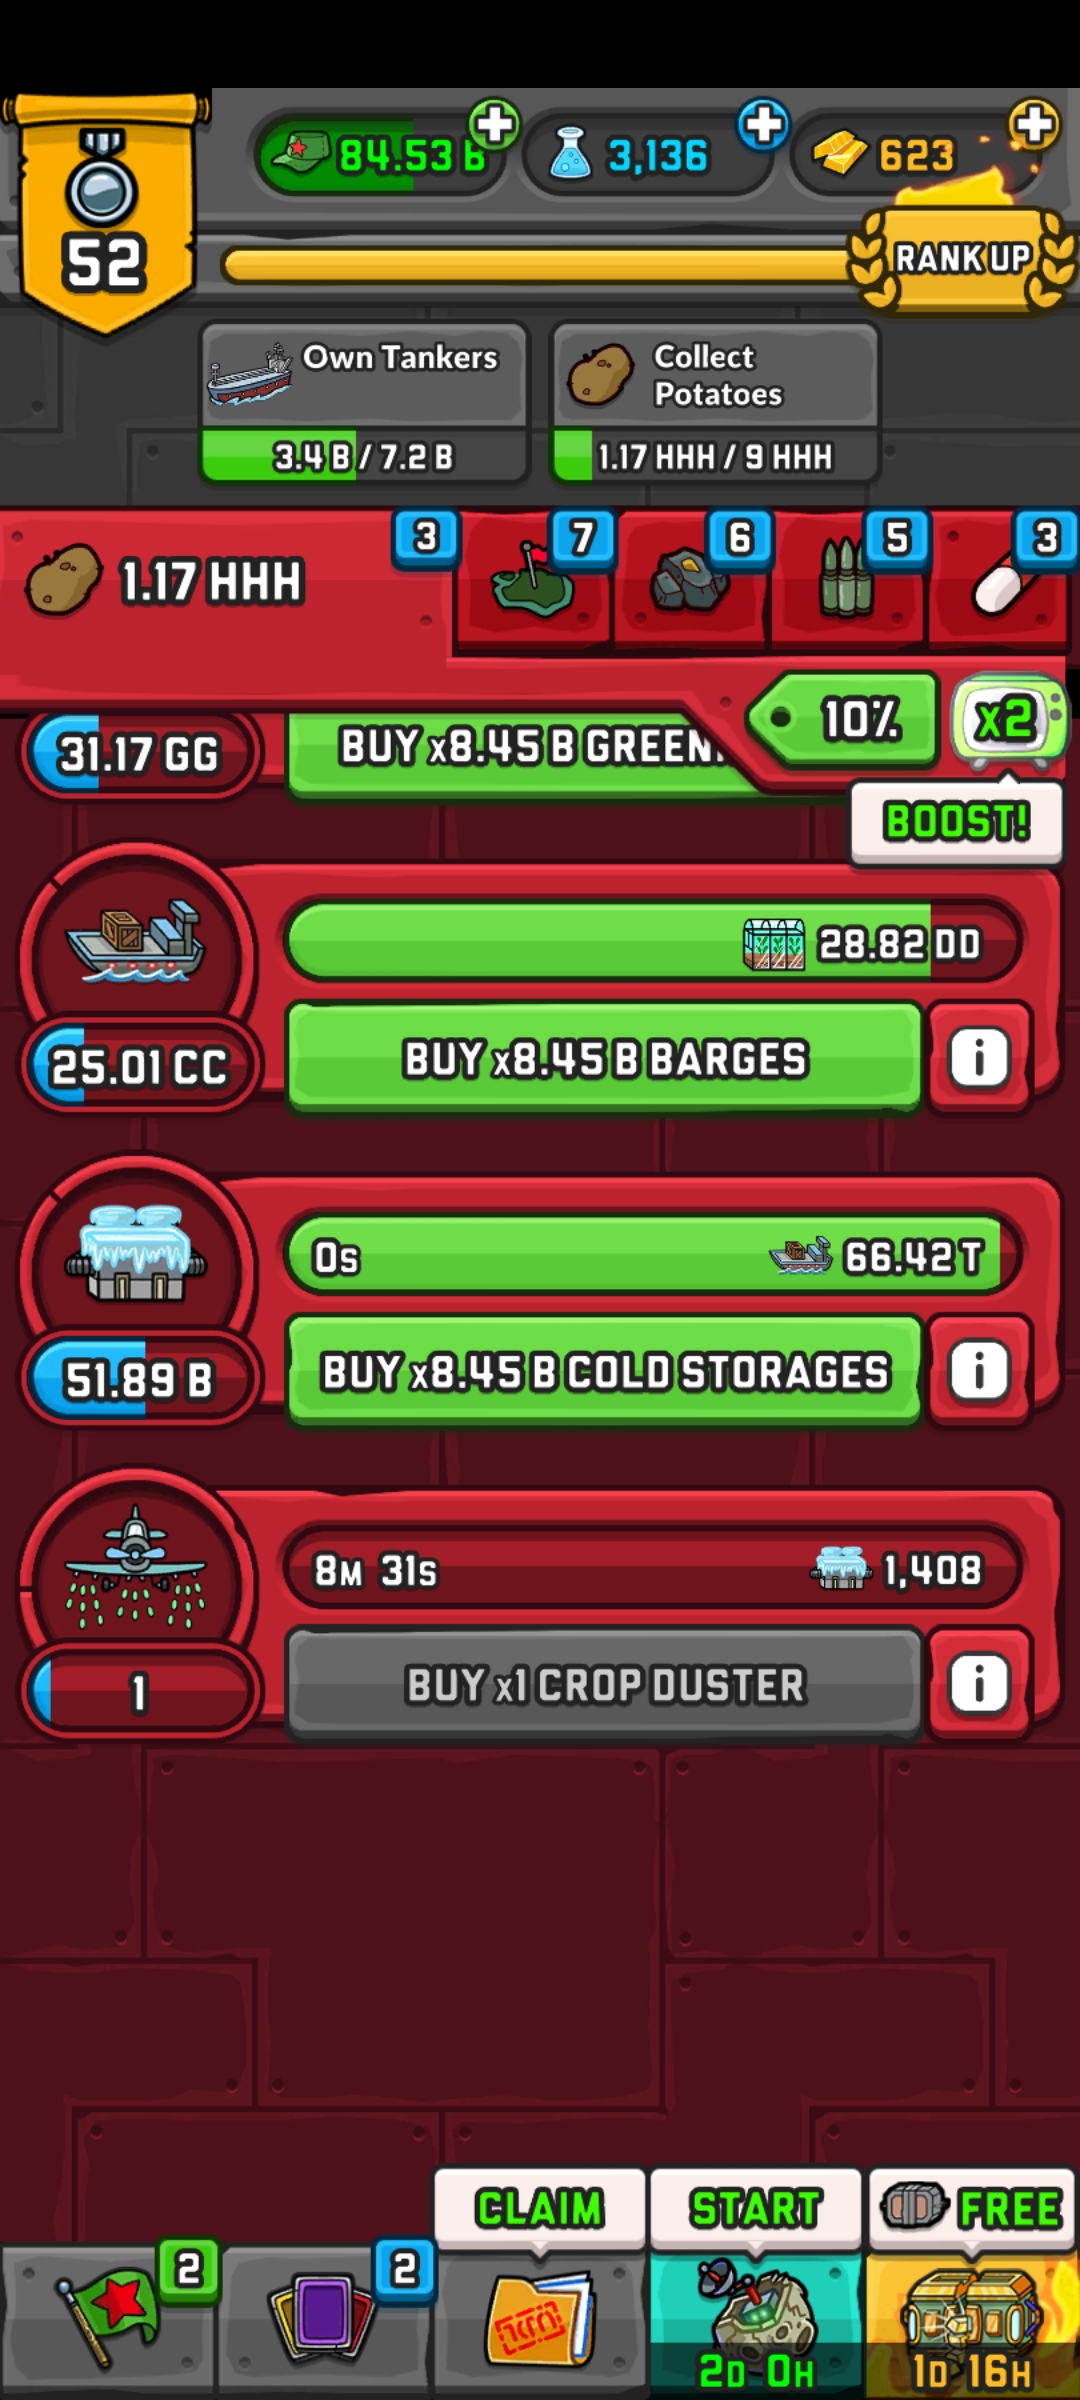 84.53 B
3,136
623
52
RANK UP
Own Tankers
3.4 B / 7.2 B
Collect
Potatoes
1.17 HHH / 9 HHH
1.17 HHH
3
7
6
5
3
10%
x2
BOOST!
31.17 GG
BUY x8.45 B GREEN
28.82 DD
25.01 CC
BUY x8.45 B BARGES
i
0s
66.42 T
51.89 B
BUY x8.45 B COLD STORAGES
i
8M 31s
1,408
1
BUY x1 CROP DUSTER
i
CLAIM
START
FREE
2
2
2D 0H
1D 16H